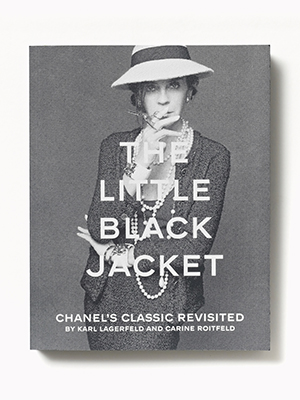 THE
LITTLE
BLACK
JACKET
CHANEL'S CLASSIC REVISITED
BY KARL LAGERFELD AND CARINE ROITFELD